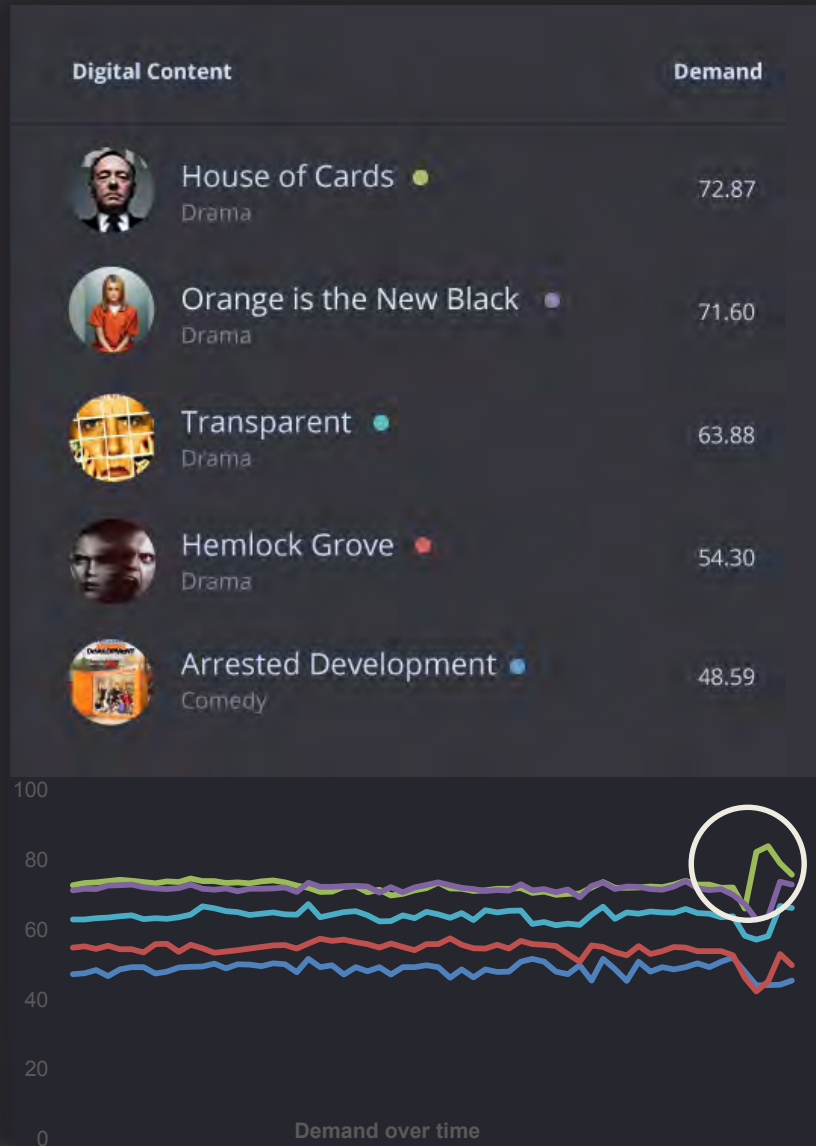 Digital Content Demand
House of Cards 72.87
Drama
Orange is the New Black 71.60
Drama
Transparent 63.88
Drama
Hemlock Grove 54.30
Drama
DEVELOPMENT
Arrested Development 48.59
Comedy
100
80
60
40
20
0
Demand over time